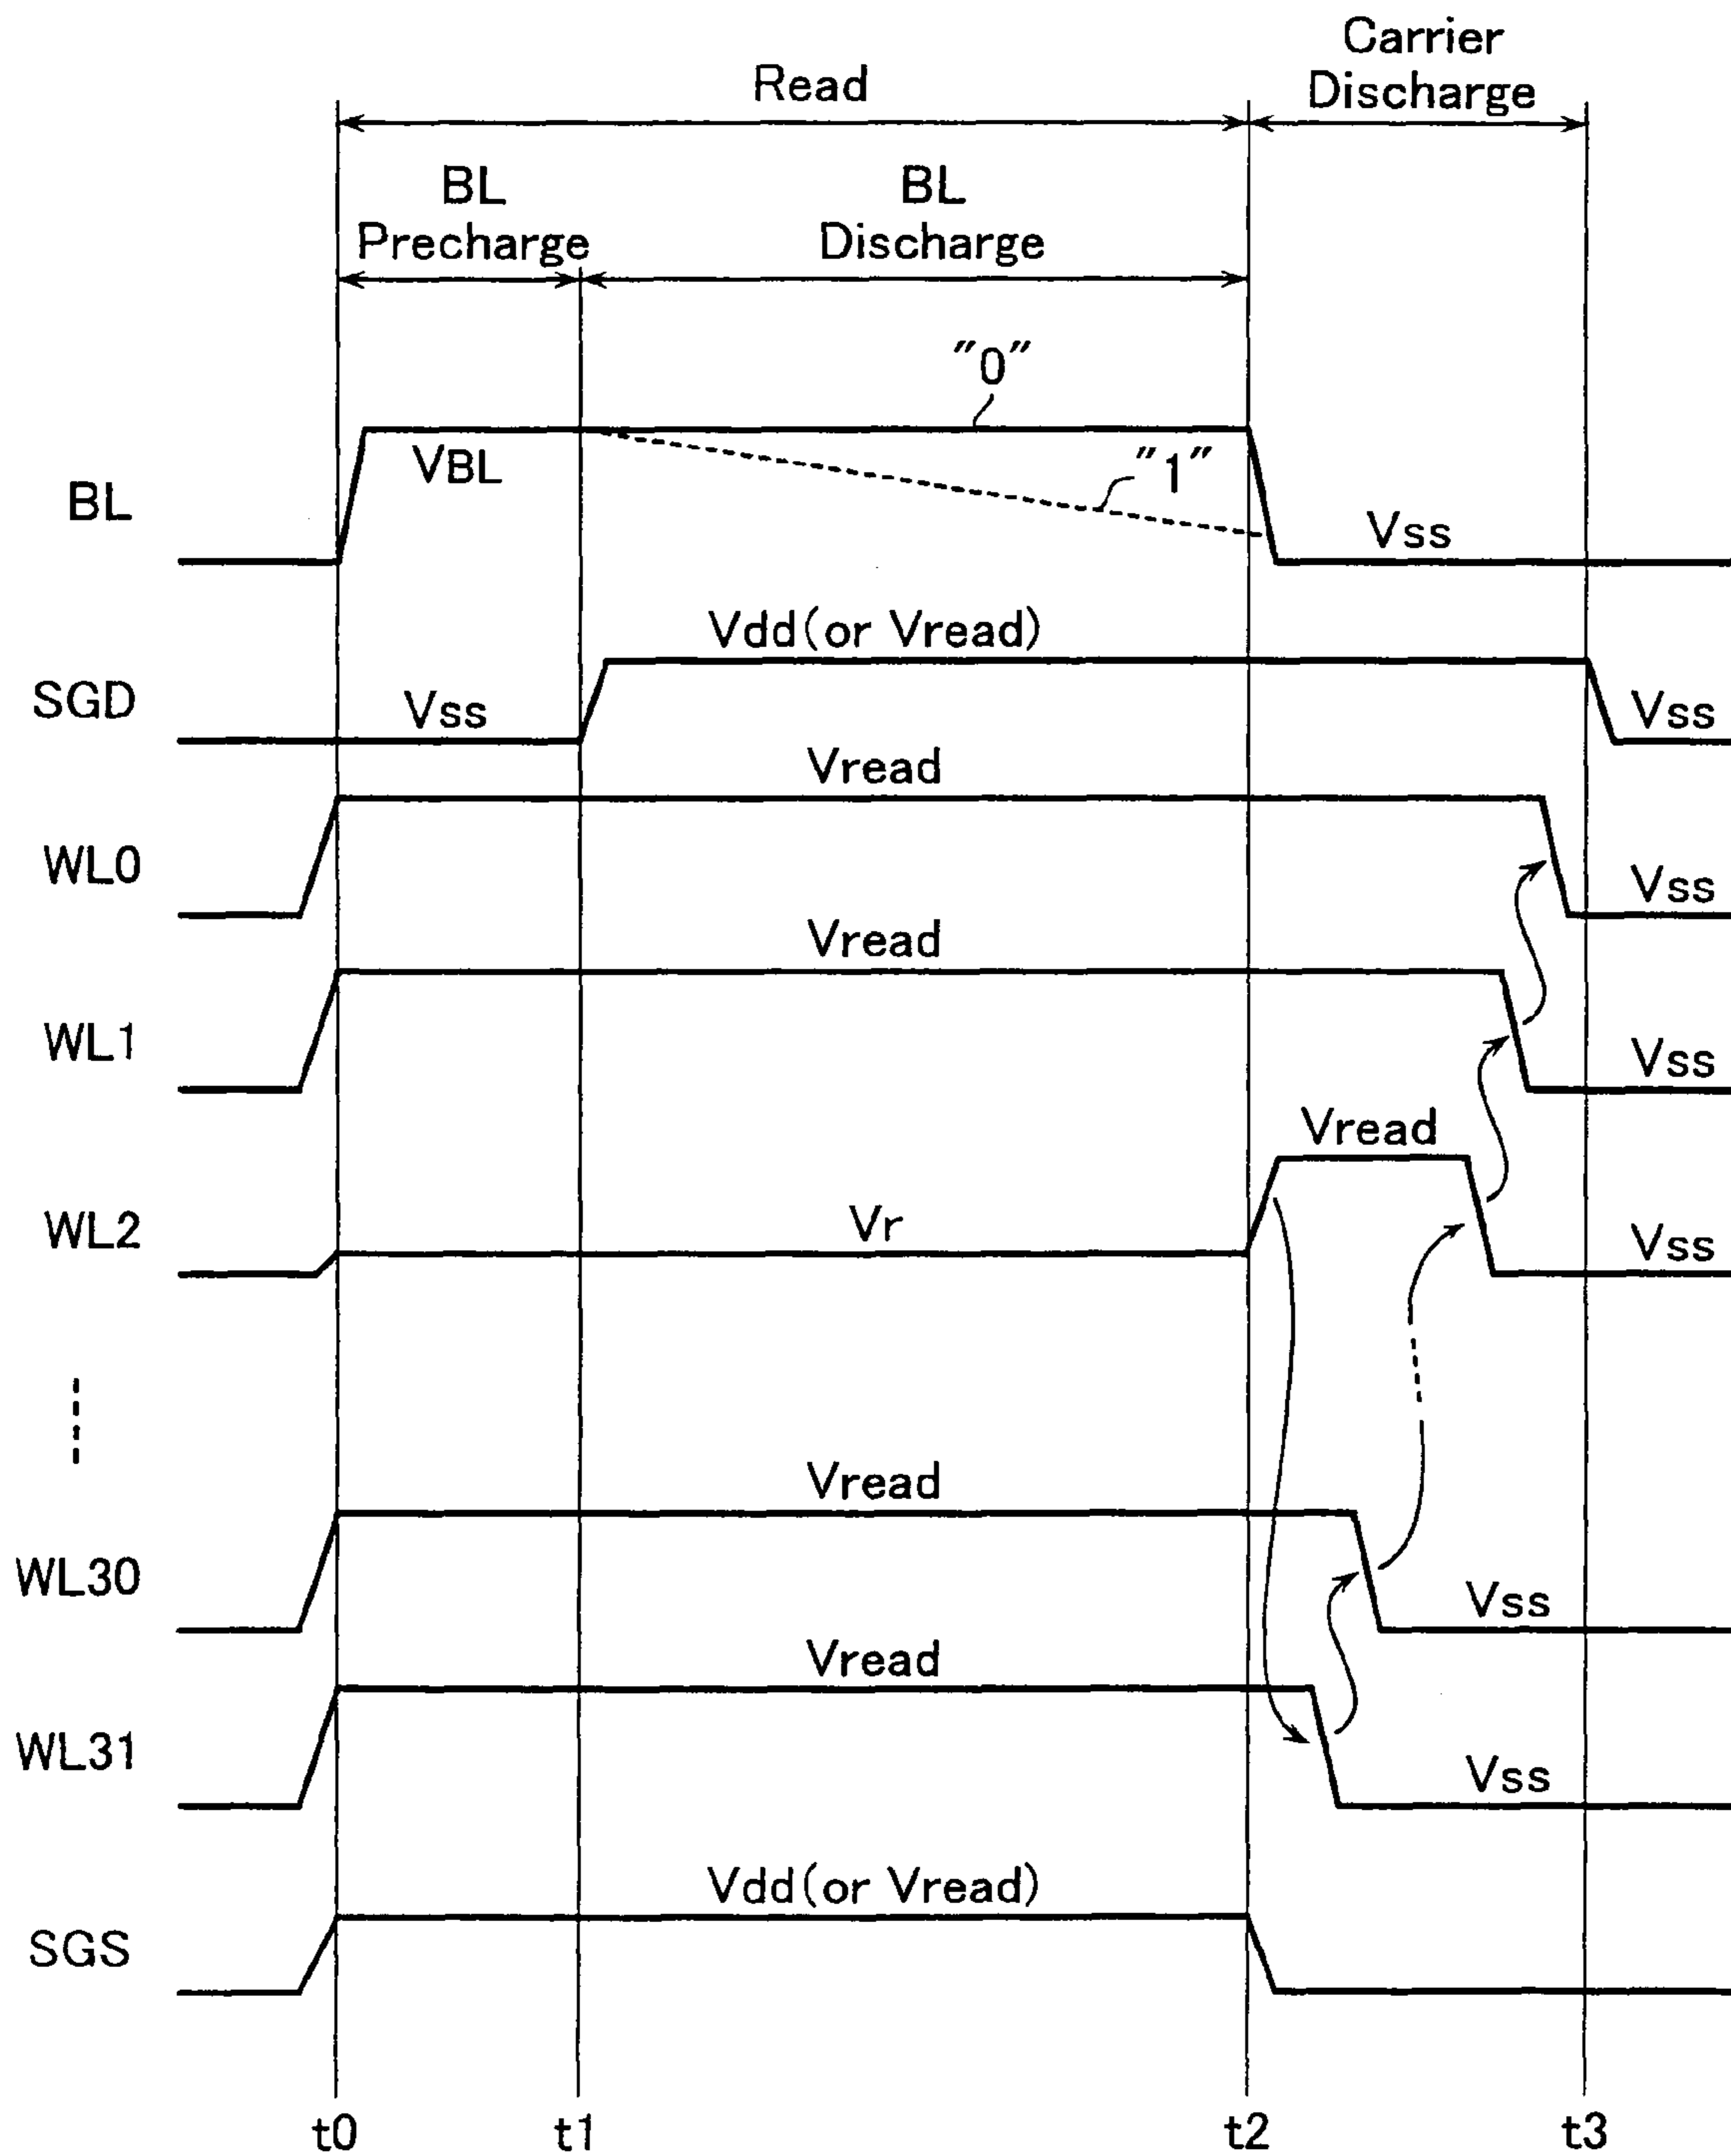 Carrier
Discharge
Read
BL
Precharge
BL
Discharge
"0"
VBL
"1"
BL
Vss
Vdd(or Vread)
SGD
Vss
Vss
Vread
WL0
Vss
Vread
WL1
Vss
Vread
WL2
Vr
Vss
Vread
WL30
Vss
Vread
WL31
Vss
Vdd(or Vread)
SGS
t0
t1
t2
t3